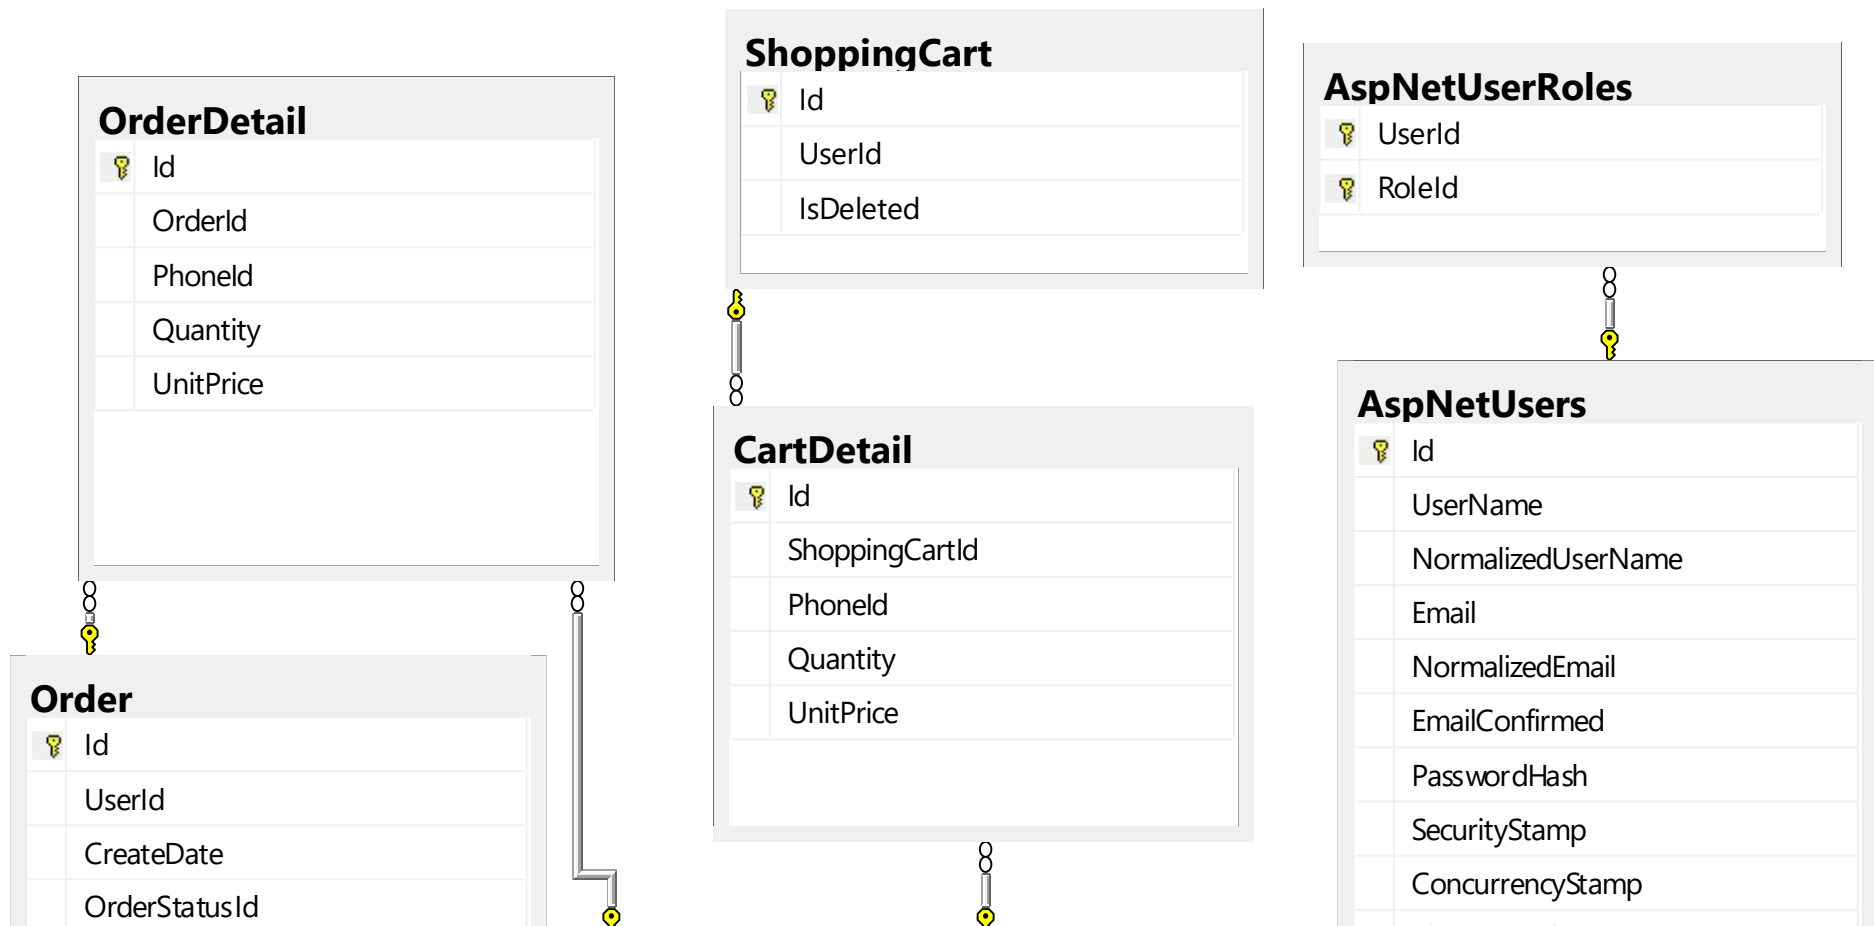 OrderDetail
Id
OrderId
PhoneId
Quantity
UnitPrice
Order
Id
UserId
CreateDate
OrderStatusId
ShoppingCart
Id
UserId
IsDeleted
CartDetail
Id
ShoppingCartId
PhoneId
Quantity
UnitPrice
AspNetUserRoles
UserId
RoleId
AspNetUsers
Id
UserName
NormalizedUserName
Email
NormalizedEmail
EmailConfirmed
PasswordHash
SecurityStamp
ConcurrencyStamp